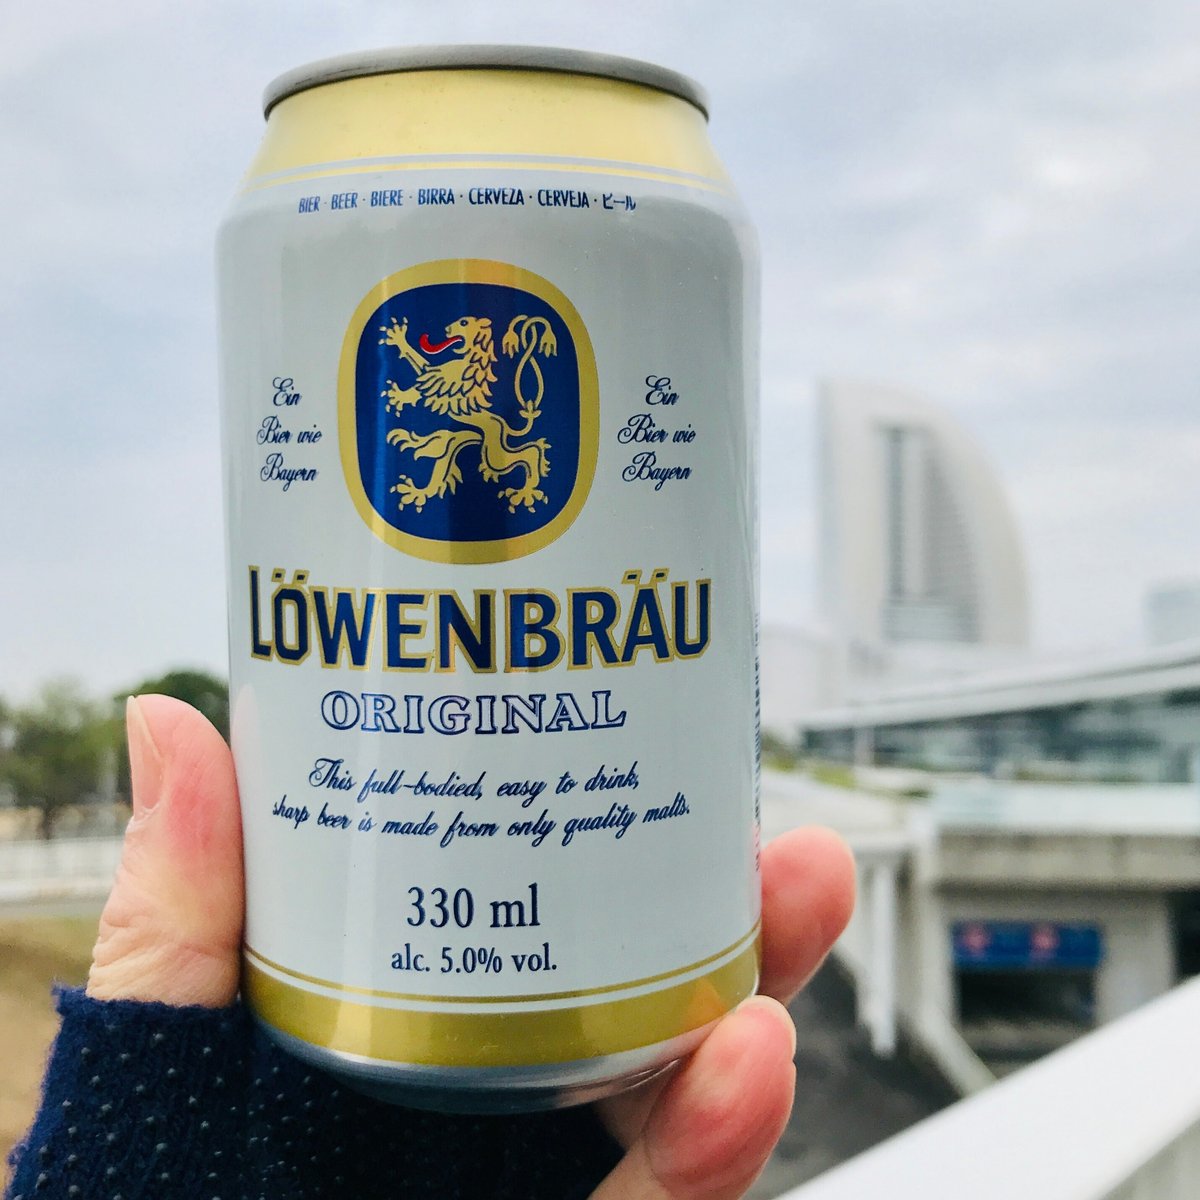 BIER · BEER · BIERE · BIRRA · CERVEZA · CERVEJA · ビール
Ein
Bier wie
Bayern
Ein
Bier wie
Bayern
LÖWENBRÄU
ORIGINAL
This full-bodied, easy to drink,
sharp beer is made from only quality malts.
330 ml
alc. 5.0% vol.